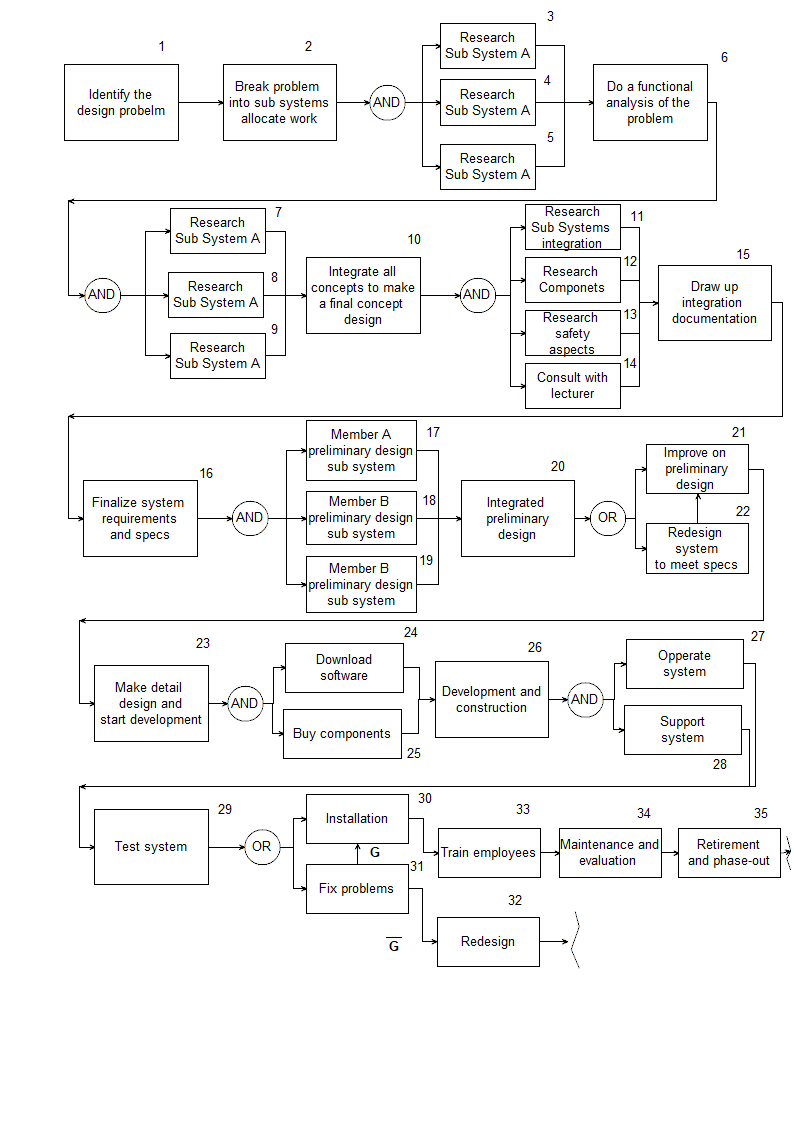 1
Identify the
design probelm
2
Break problem
into sub systems
allocate work
AND
3
Research
Sub System A
4
Research
Sub System A
5
Research
Sub System A
6
Do a functional
analysis of the
problem
AND
7
Research
Sub System A
8
Research
Sub System A
9
Research
Sub System A
10
Integrate all
concepts to make
a final concept
design
AND
11
Research
Sub Systems
integration
12
Research
Componets
13
Research
safety
aspects
14
Consult with
lecturer
15
Draw up
integration
documentation
16
Finalize system
requirements
and specs
AND
17
Member A
preliminary design
sub system
18
Member B
preliminary design
sub system
19
Member B
preliminary design
sub system
20
Integrated
preliminary
design
OR
21
Improve on
preliminary
design
22
Redesign
system
to meet specs
23
Make detail
design and
start development
AND
24
Download
software
Buy components
25
26
Development and
construction
AND
27
Opperate
system
Support
system
28
29
Test system
OR
30
Installation
G
31
Fix problems
G
32
Redesign
33
Train employees
34
Maintenance and
evaluation
35
Retirement
and phase-out